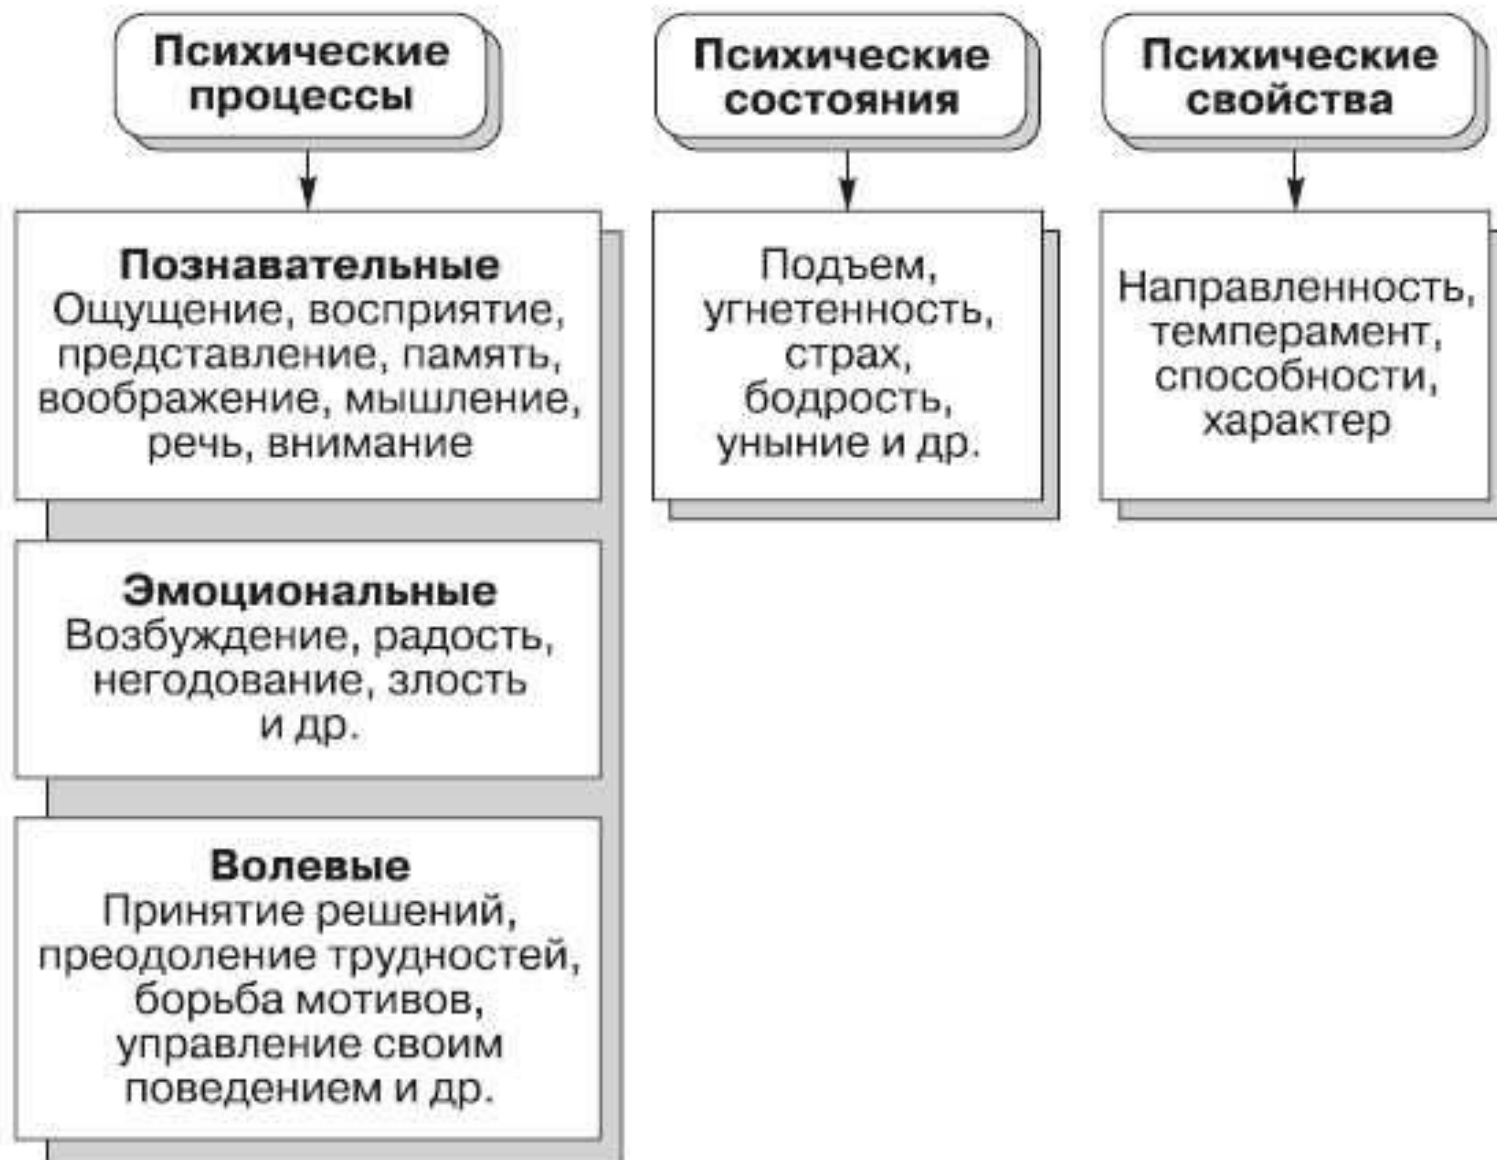 Психические
процессы
Познавательные
Ощущение, восприятие,
представление, память,
воображение, мышление,
речь, внимание
Эмоциональные
Возбуждение, радость,
негодование, злость
и др.
Волевые
Принятие решений,
преодоление трудностей,
борьба мотивов,
управление своим
поведением и др.
Психические
состояния
Подъем,
угнетенность,
страх,
бодрость,
уныние и др.
Психические
свойства
Направленность,
темперамент,
способности,
характер